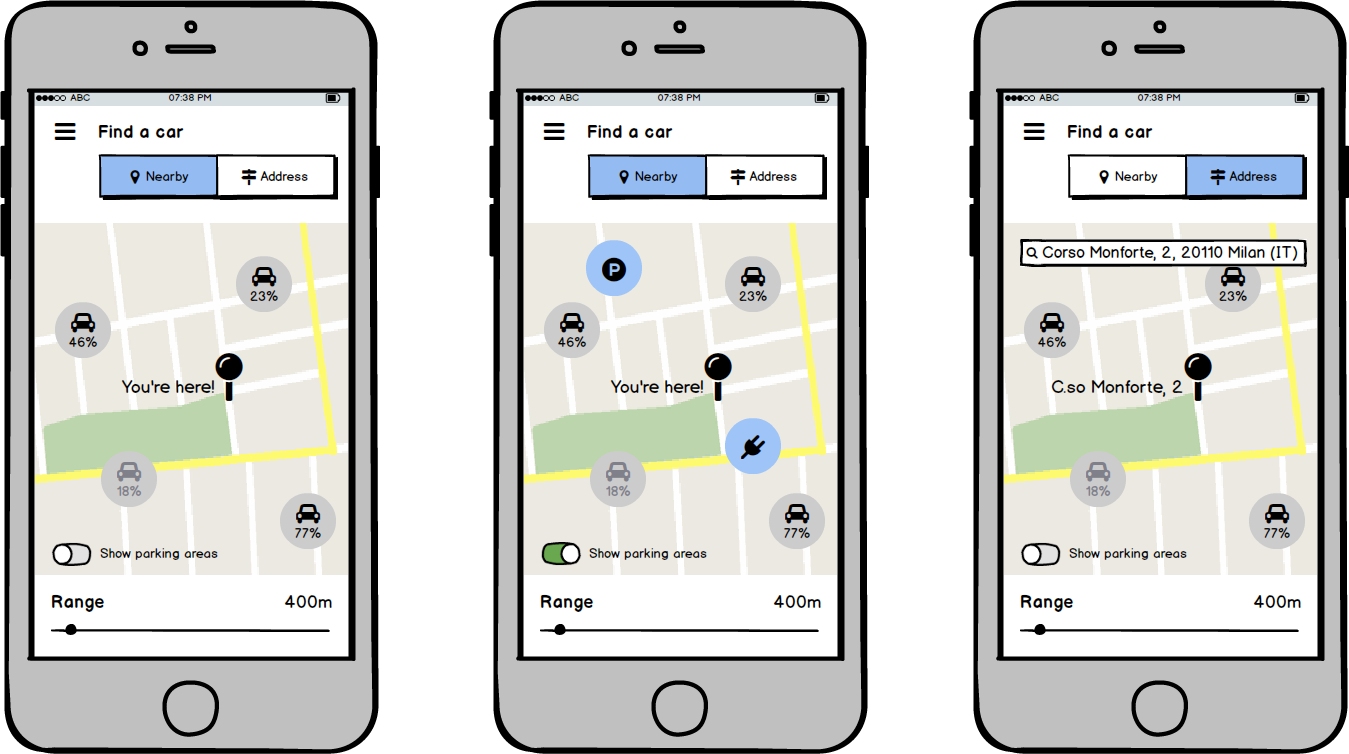 ABC 07:38 PM
Find a car
Nearby Address
23%
46%
You're here!
18%
77%
Show parking areas
Range 400m
ABC 07:38 PM
Find a car
Nearby Address
P
23%
46%
You're here!
18%
77%
Show parking areas
Range 400m
ABC 07:38 PM
Find a car
Nearby Address
Corso Monforte, 2, 20110 Milan (IT)
23%
46%
C.so Monforte, 2
18%
77%
Show parking areas
Range 400m